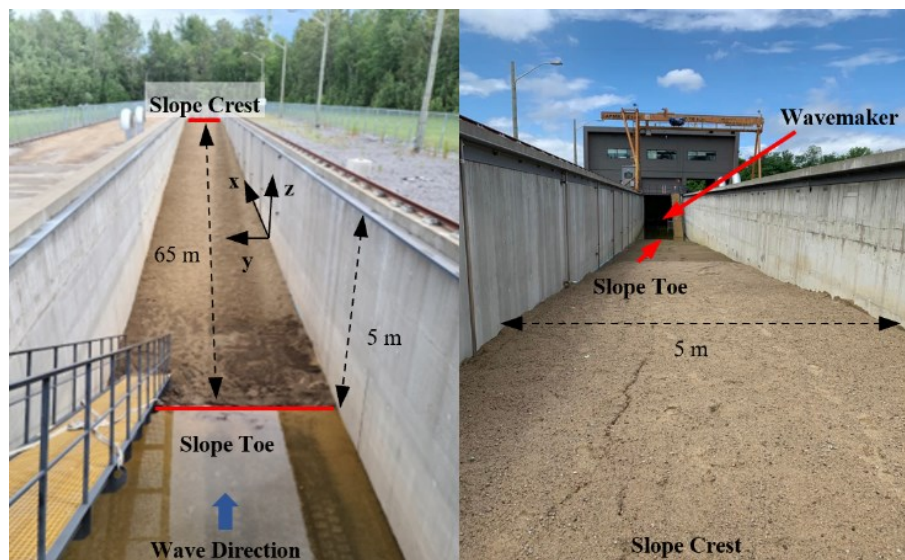 Slope Crest
x
z
y
65 m
5 m
Slope Toe
Wave Direction
Wavemaker
Slope Toe
5 m
Slope Crest